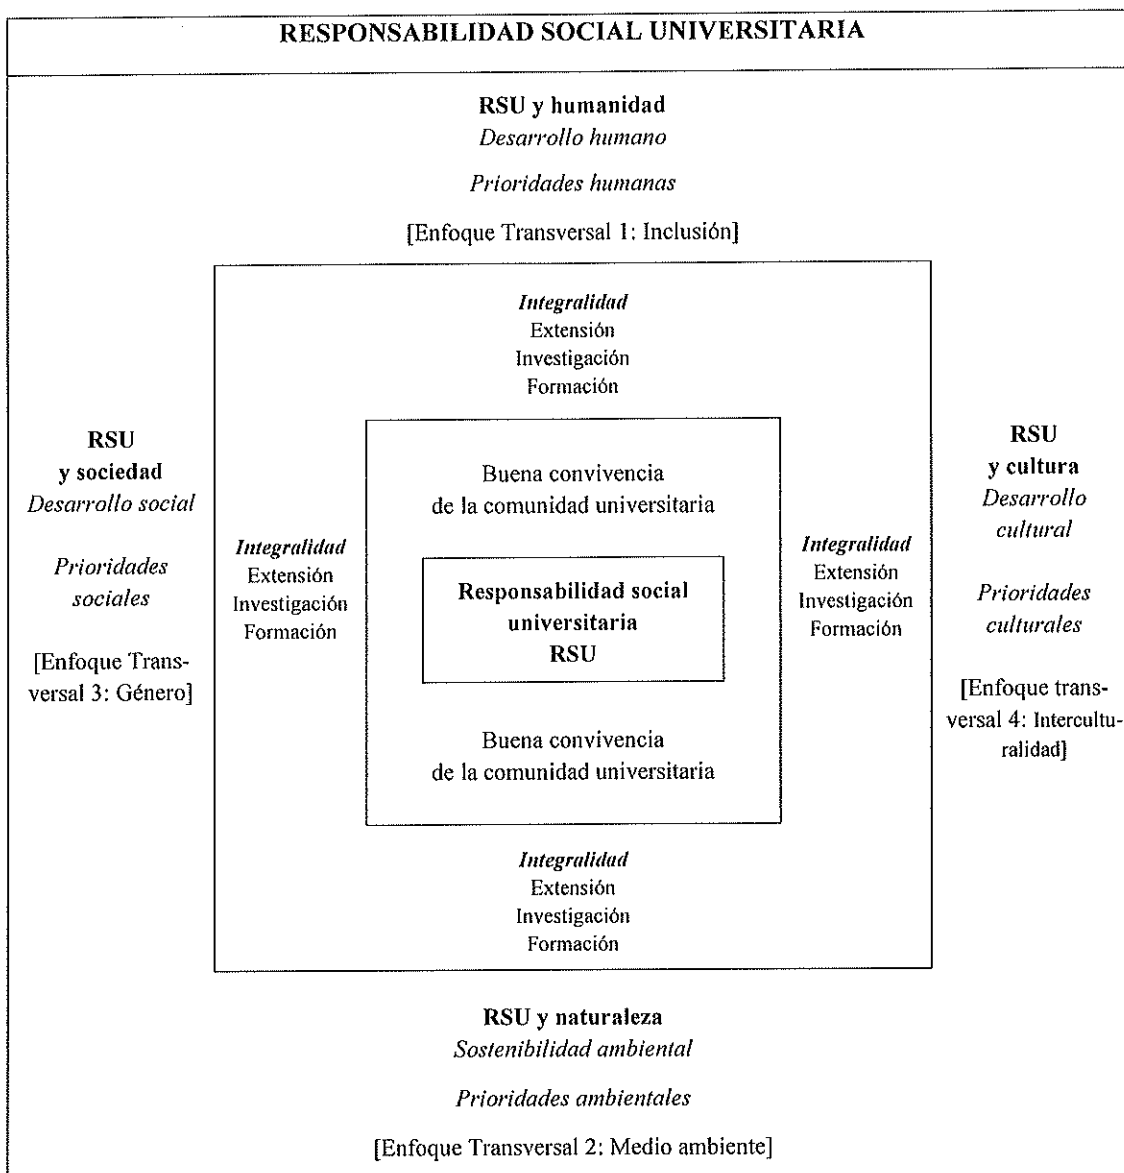 RESPONSABILIDAD SOCIAL UNIVERSITARIA
RSU y humanidad
Desarrollo humano
Prioridades humanas
[Enfoque Transversal 1: Inclusión]
Integralidad
Extensión
Investigación
Formación
RSU
y sociedad
Desarrollo social
Prioridades
sociales
[Enfoque Trans-
versal 3: Género]
Integralidad
Extensión
Investigación
Formación
Buena convivencia
de la comunidad universitaria
Responsabilidad social
universitaria
RSU
Buena convivencia
de la comunidad universitaria
Integralidad
Extensión
Investigación
Formación
RSU
y cultura
Desarrollo
cultural
Prioridades
culturales
[Enfoque trans-
versal 4: Intercultu-
ralidad]
Integralidad
Extensión
Investigación
Formación
RSU y naturaleza
Sostenibilidad ambiental
Prioridades ambientales
[Enfoque Transversal 2: Medio ambiente]